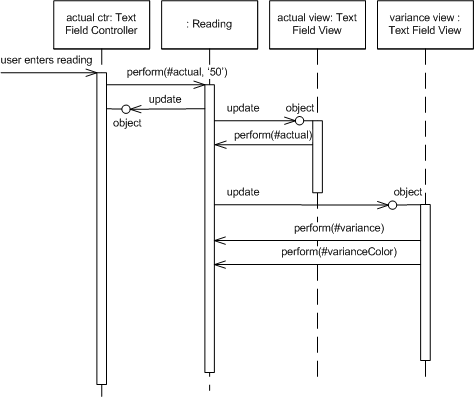 actual ctr: Text
Field Controller
: Reading
actual view: Text
Field View
variance view :
Text Field View
user enters reading
perform(#actual, ‘50’)
update
object
update
object
perform(#actual)
update
object
perform(#variance)
perform(#varianceColor)